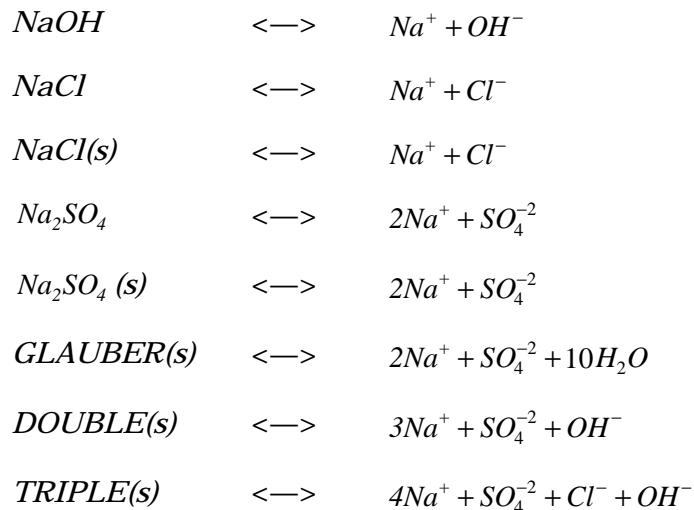 NaOH <—> Na⁺ + OH⁻
NaCl <—> Na⁺ + Cl⁻
NaCl(s) <—> Na⁺ + Cl⁻
Na₂SO₄ <—> 2Na⁺ + SO₄⁻²
Na₂SO₄ (s) <—> 2Na⁺ + SO₄⁻²
GLAUBER(s) <—> 2Na⁺ + SO₄⁻² + 10H₂O
DOUBLE(s) <—> 3Na⁺ + SO₄⁻² + OH⁻
TRIPLE(s) <—> 4Na⁺ + SO₄⁻² + Cl⁻ + OH⁻